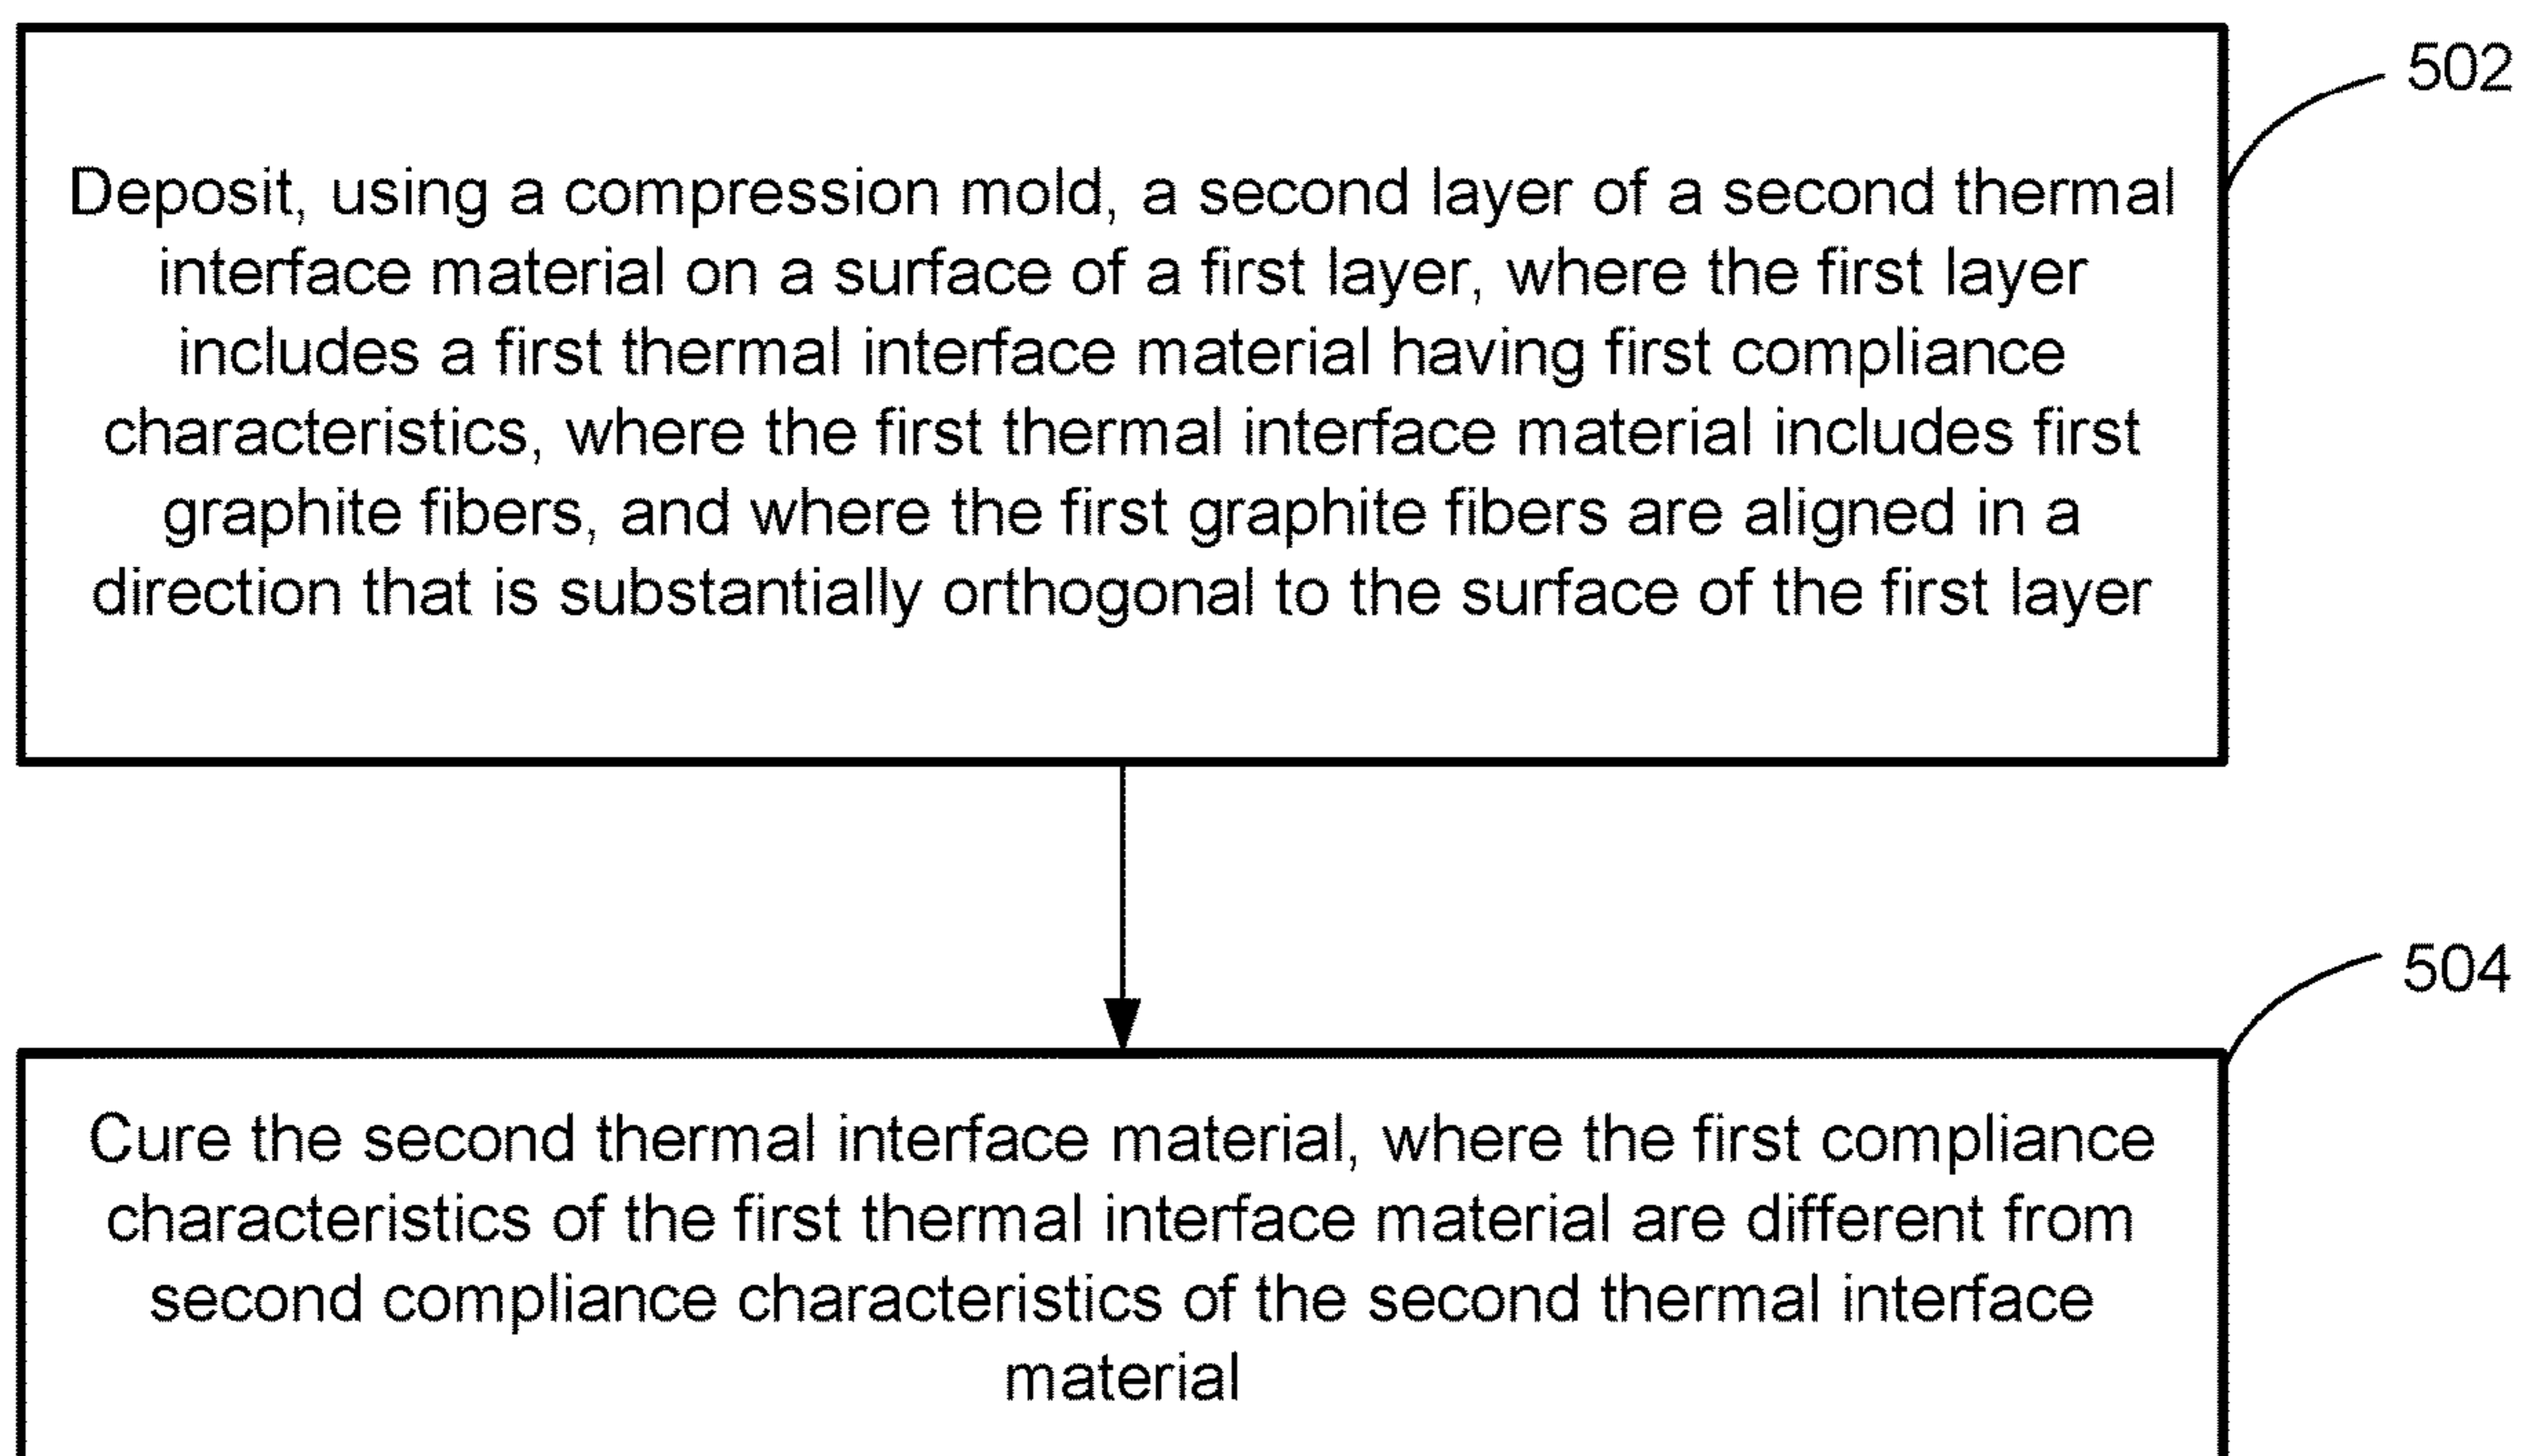 502
Deposit, using a compression mold, a second layer of a second thermal
interface material on a surface of a first layer, where the first layer
includes a first thermal interface material having first compliance
characteristics, where the first thermal interface material includes first
graphite fibers, and where the first graphite fibers are aligned in a
direction that is substantially orthogonal to the surface of the first layer
504
Cure the second thermal interface material, where the first compliance
characteristics of the first thermal interface material are different from
second compliance characteristics of the second thermal interface
material